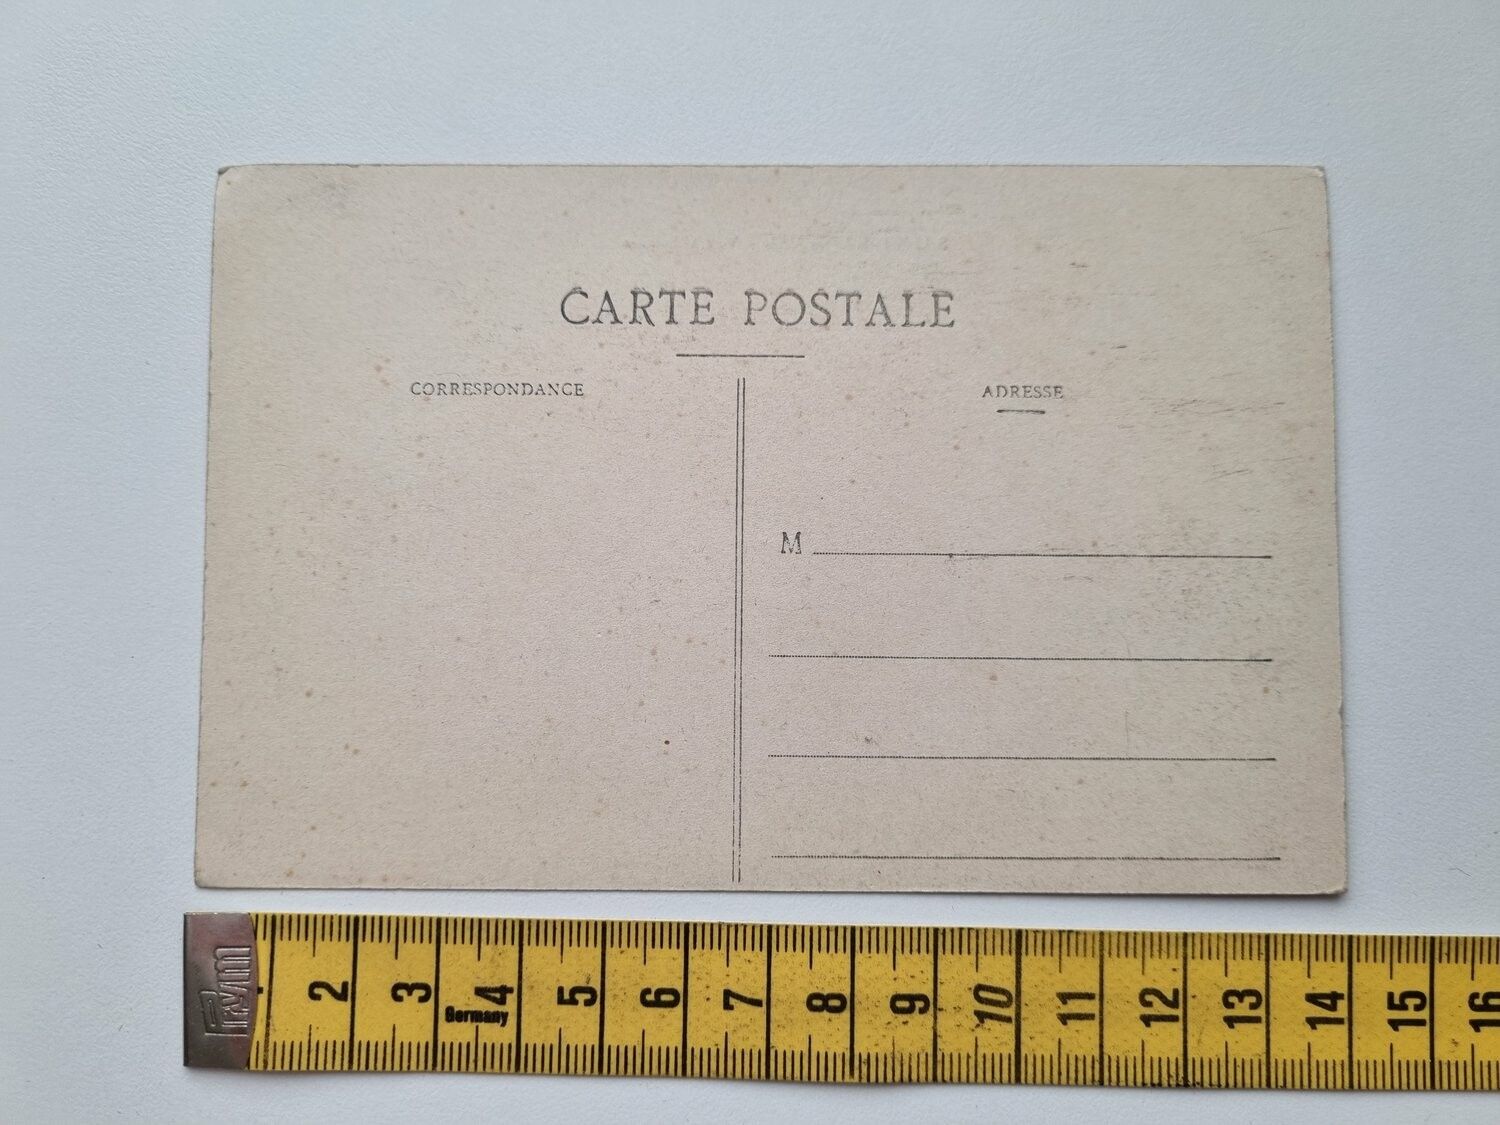 CARTE POSTALE
CORRESPONDANCE
ADRESSE
M
Prym
2 3 4 5 6 7 8 9 10 11 12 13 14 15 16
Germany